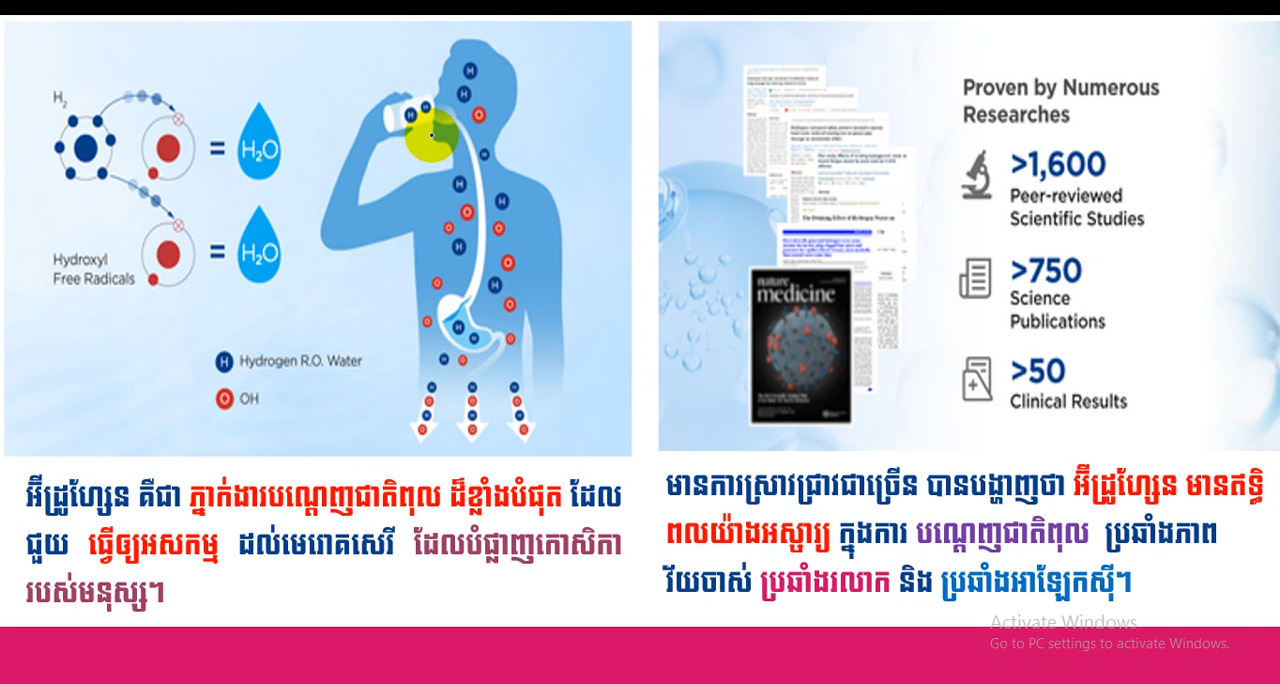 H2
H2O
H2O
Hydroxyl
Free Radicals
H Hydrogen R.O. Water
O OH
អ៊ីដ្រូហ្សែន គឺជា ភ្នាក់ងារបណ្តេញជាតិពុល ដ៏ខ្លាំងបំផុត ដែល
ជួយ ធ្វើឲ្យអសកម្ម ដល់មេរោគសេរី ដែលបំផ្លាញកោសិកា
របស់មនុស្ស។
nature
medicine
Proven by Numerous
Researches
>1,600
Peer-reviewed
Scientific Studies
>750
Science
Publications
>50
Clinical Results
មានការស្រាវជ្រាវជាច្រើន បានបង្ហាញថា អ៊ីដ្រូហ្សែន មានឥទ្ធិ
ពលយ៉ាងអស្ចារ្យ ក្នុងការ បណ្តេញជាតិពុល ប្រឆាំងភាព
វ័យចាស់ ប្រឆាំងរលាក និង ប្រឆាំងអាឡែកស៊ី។
Activate Windows
Go to PC settings to activate Windows.